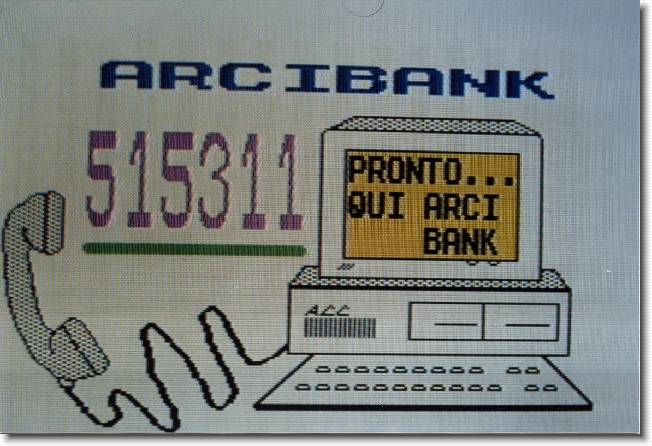 ARCIBANK
515311
PRONTO...
QUI ARCI
BANK
ACC